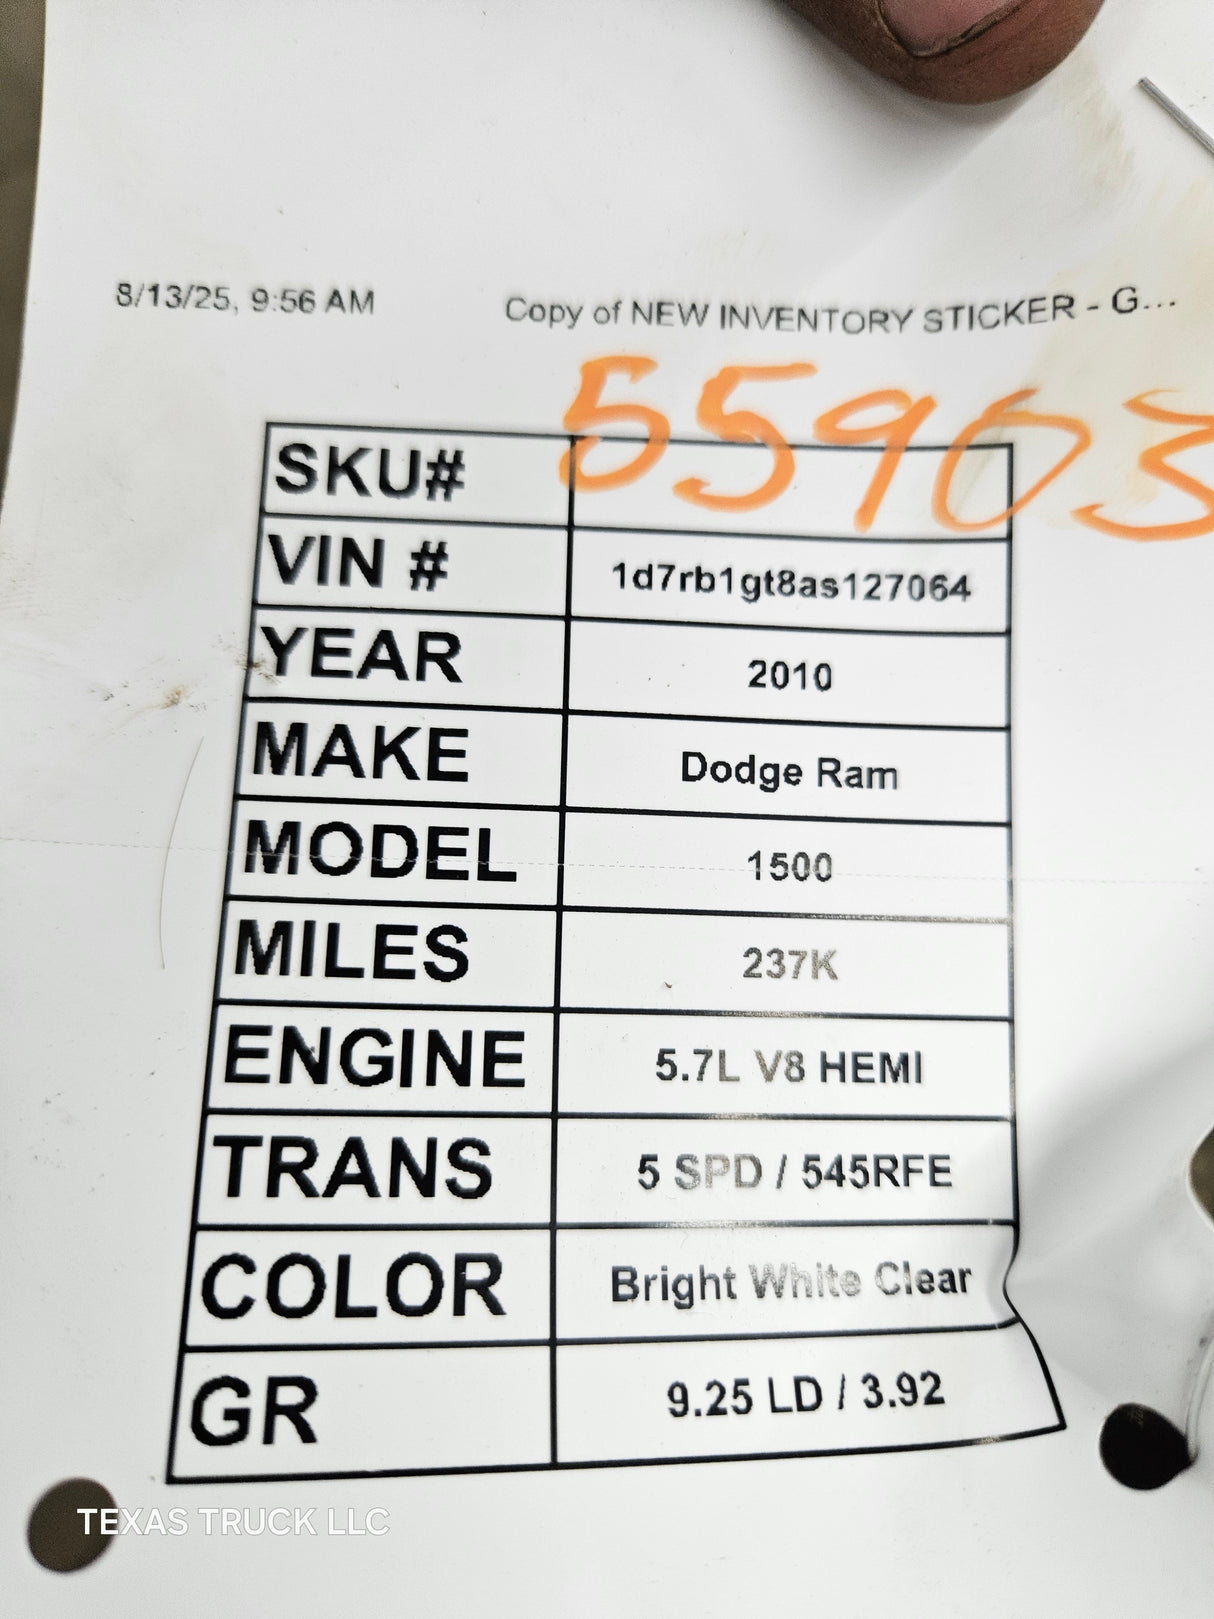 8/13/25, 9:56 AM Copy of NEW INVENTORY STICKER - G...
55903
SKU#
VIN # 1d7rb1gt8as127064
YEAR 2010
MAKE Dodge Ram
MODEL 1500
MILES 237K
ENGINE 5.7L V8 HEMI
TRANS 5 SPD / 545RFE
COLOR Bright White Clear
GR 9.25 LD / 3.92
TEXAS TRUCK LLC